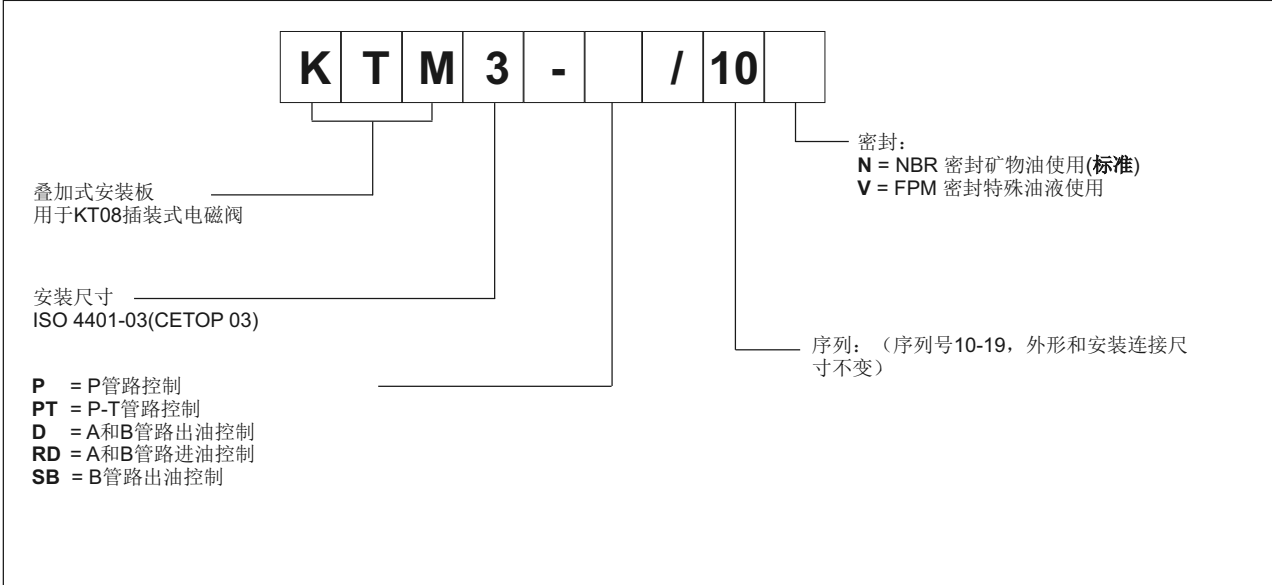 KTM3-/10
密封:
N = NBR 密封矿物油使用(标准)
V = FPM 密封特殊油液使用
叠加式安装板
用于KT08插装式电磁阀
安装尺寸
ISO 4401-03(CETOP 03)
序列:（序列号10-19，外形和安装连接尺
寸不变）
P = P管路控制
PT = P-T管路控制
D = A和B管路出油控制
RD = A和B管路进油控制
SB = B管路出油控制